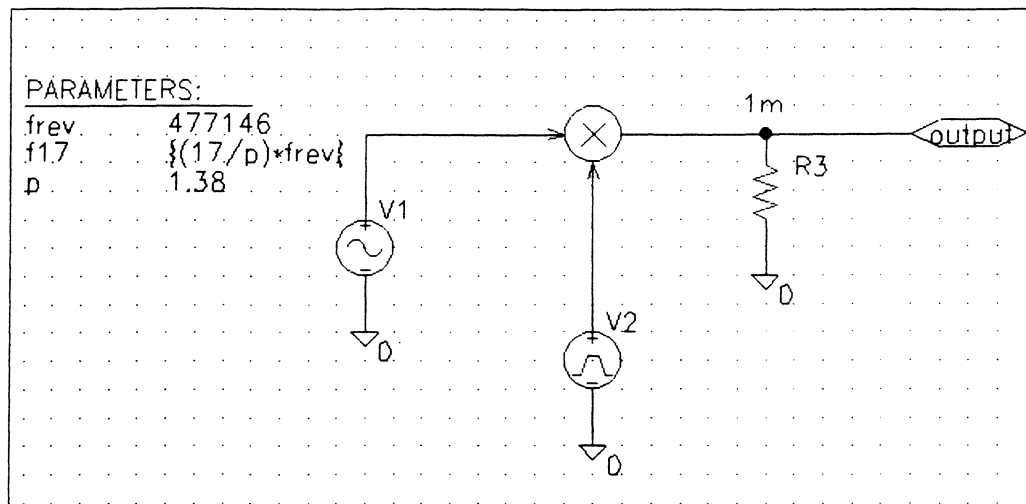 PARAMETERS:
frev 477146
f17 {(17/p)*frev}
p 1.38
1m
output
R3
V1
0
V2
0
0